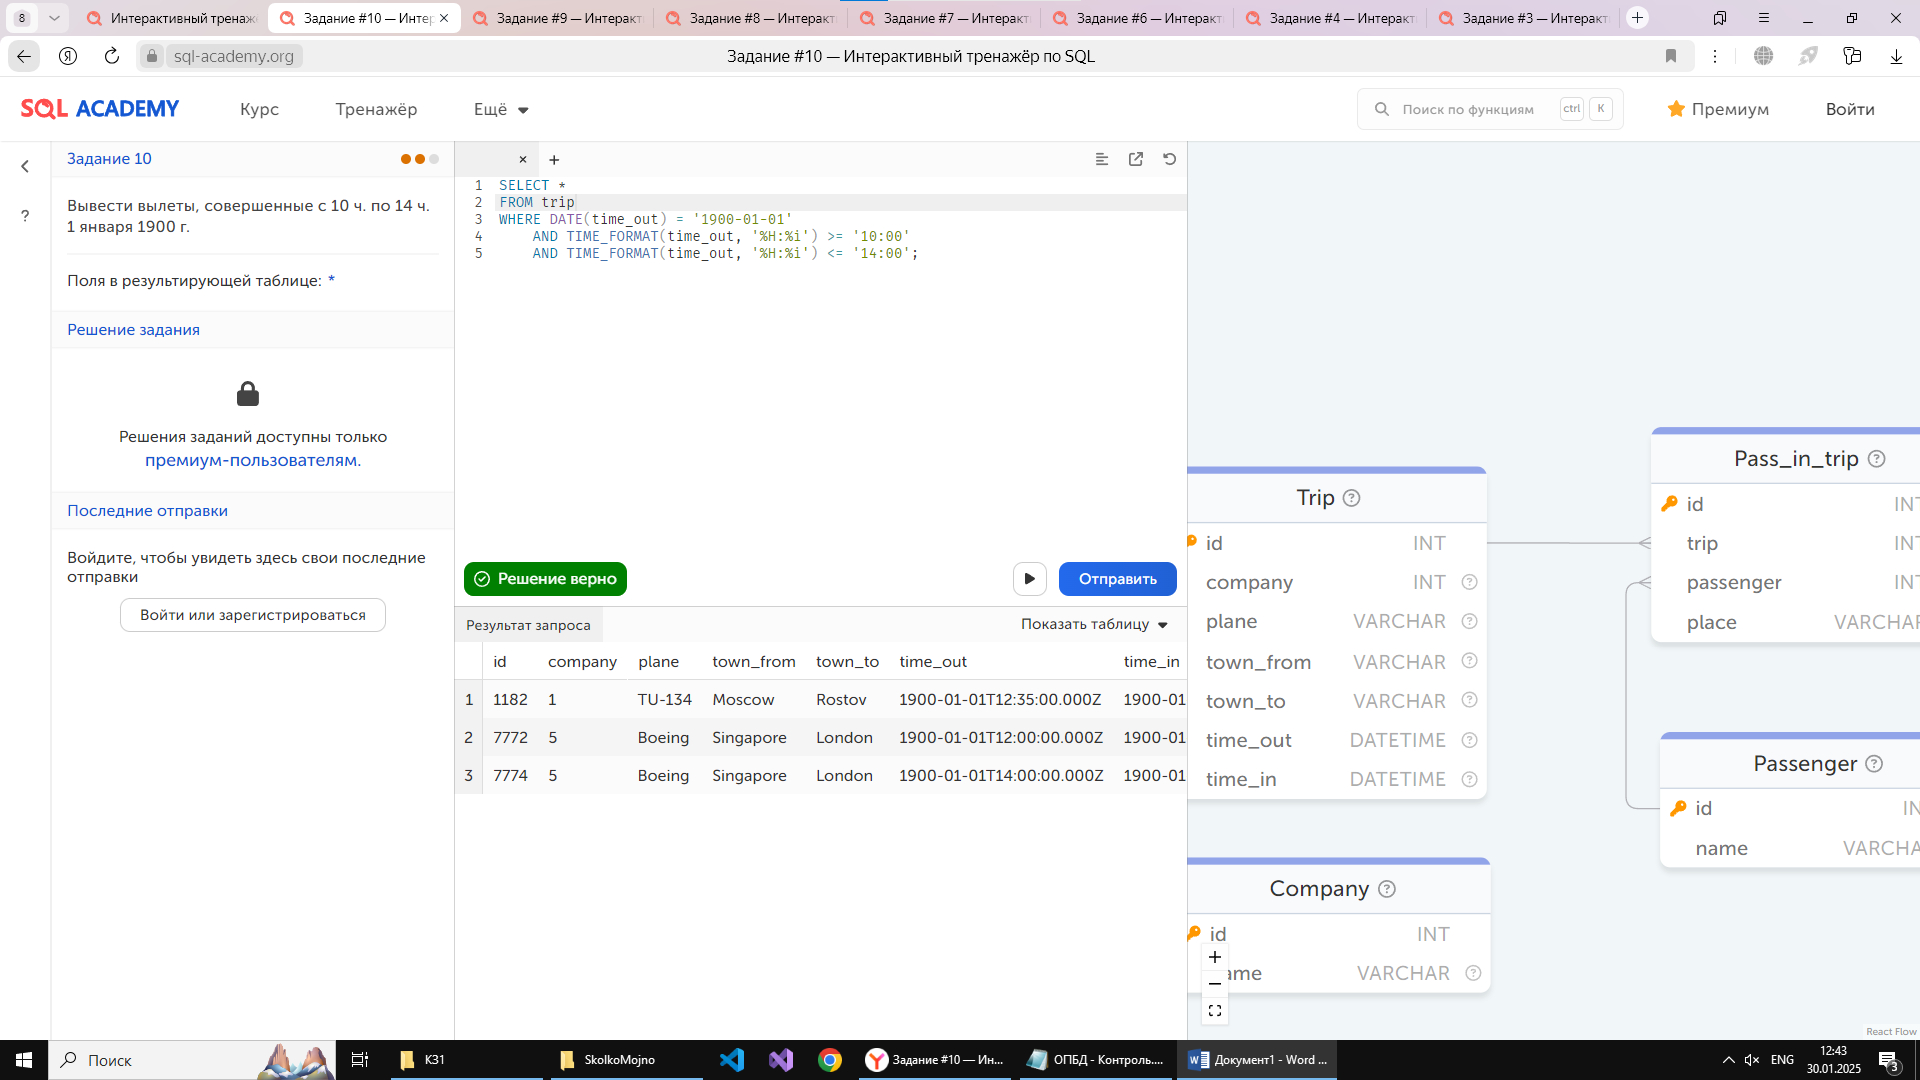 8
Интерактивный тренаж
Задание #10 — Интер
Задание #9 — Интеракт
Задание #8 — Интеракт
Задание #7 — Интеракт
Задание #6 — Интеракт
Задание #4 — Интеракт
Задание #3 — Интеракт
sql-academy.org
Задание #10 — Интерактивный тренажёр по SQL
SQL ACADEMY
Курс
Тренажёр
Ещё
Поиск по функциям
ctrl
K
Премиум
Войти
Задание 10
Вывести вылеты, совершенные с 10 ч. по 14 ч.
1 января 1900 г.
Поля в результирующей таблице: *
Решение задания
Решения заданий доступны только
премиум-пользователям.
Последние отправки
Войдите, чтобы увидеть здесь свои последние
отправки
Войти или зарегистрироваться
?
1 SELECT *
2 FROM trip
3 WHERE DATE(time_out) = '1900-01-01'
4 AND TIME_FORMAT(time_out, '%H:%i') >= '10:00'
5 AND TIME_FORMAT(time_out, '%H:%i') <= '14:00';
Решение верно
Отправить
Результат запроса
Показать таблицу
id company plane town_from town_to time_out time_in
1 1182 1 TU-134 Moscow Rostov 1900-01-01T12:35:00.000Z 1900-01
2 7772 5 Boeing Singapore London 1900-01-01T12:00:00.000Z 1900-01
3 7774 5 Boeing Singapore London 1900-01-01T14:00:00.000Z 1900-01
Trip
id INT
company INT
plane VARCHAR
town_from VARCHAR
town_to VARCHAR
time_out DATETIME
time_in DATETIME
Company
id INT
ame VARCHAR
Pass_in_trip
id INT
trip INT
passenger INT
place VARCHAR
Passenger
id IN
name VARCHA
React Flow
Поиск
К31
SkolkoMojno
Задание #10 — Ин...
ОПБД - Контроль....
Документ1 - Word ...
ENG
12:43
30.01.2025
3